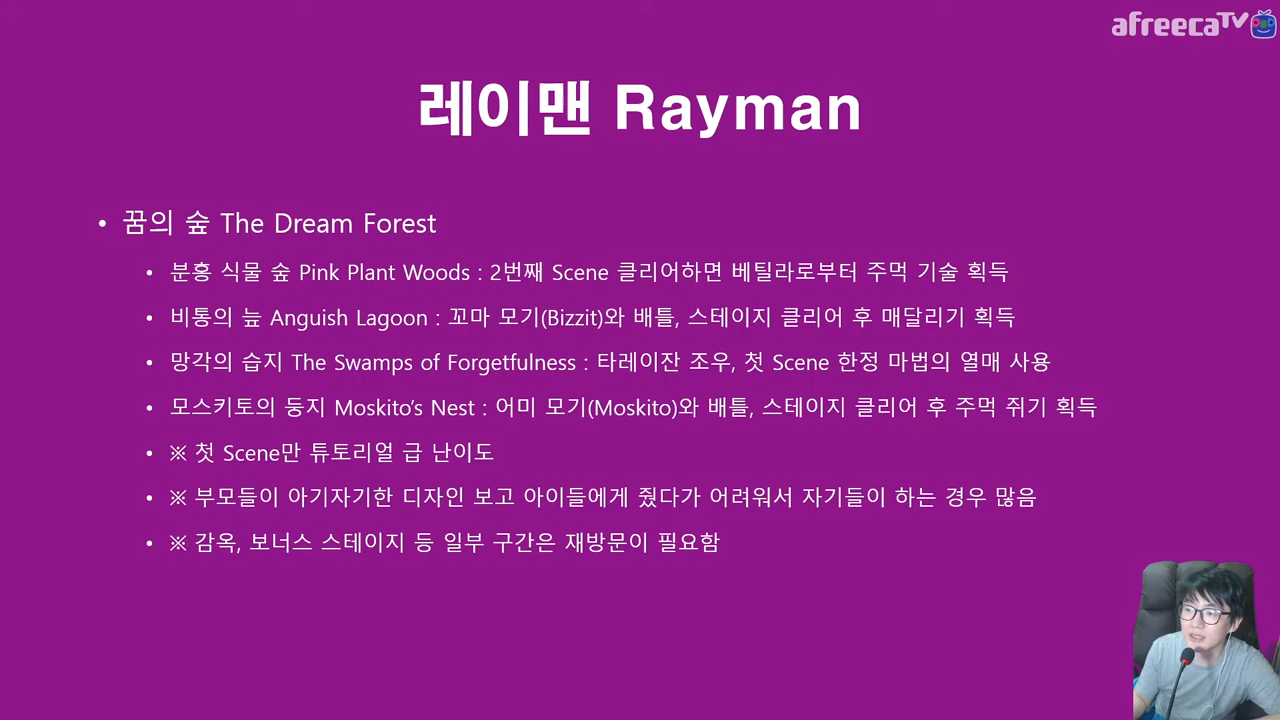 afreecaTV
레이맨 Rayman
• 꿈의 숲 The Dream Forest
• 분홍 식물 숲 Pink Plant Woods : 2번째 Scene 클리어하면 베틸라로부터 주먹 기술 획득
• 비통의 늪 Anguish Lagoon : 꼬마 모기(Bizzit)와 배틀, 스테이지 클리어 후 매달리기 획득
• 망각의 습지 The Swamps of Forgetfulness : 타레이잔 조우, 첫 Scene 한정 마법의 열매 사용
• 모스키토의 둥지 Moskito's Nest : 어미 모기(Moskito)와 배틀, 스테이지 클리어 후 주먹 쥐기 획득
• ※ 첫 Scene만 튜토리얼 급 난이도
• ※ 부모들이 아기자기한 디자인 보고 아이들에게 줬다가 어려워서 자기들이 하는 경우 많음
• ※ 감옥, 보너스 스테이지 등 일부 구간은 재방문이 필요함